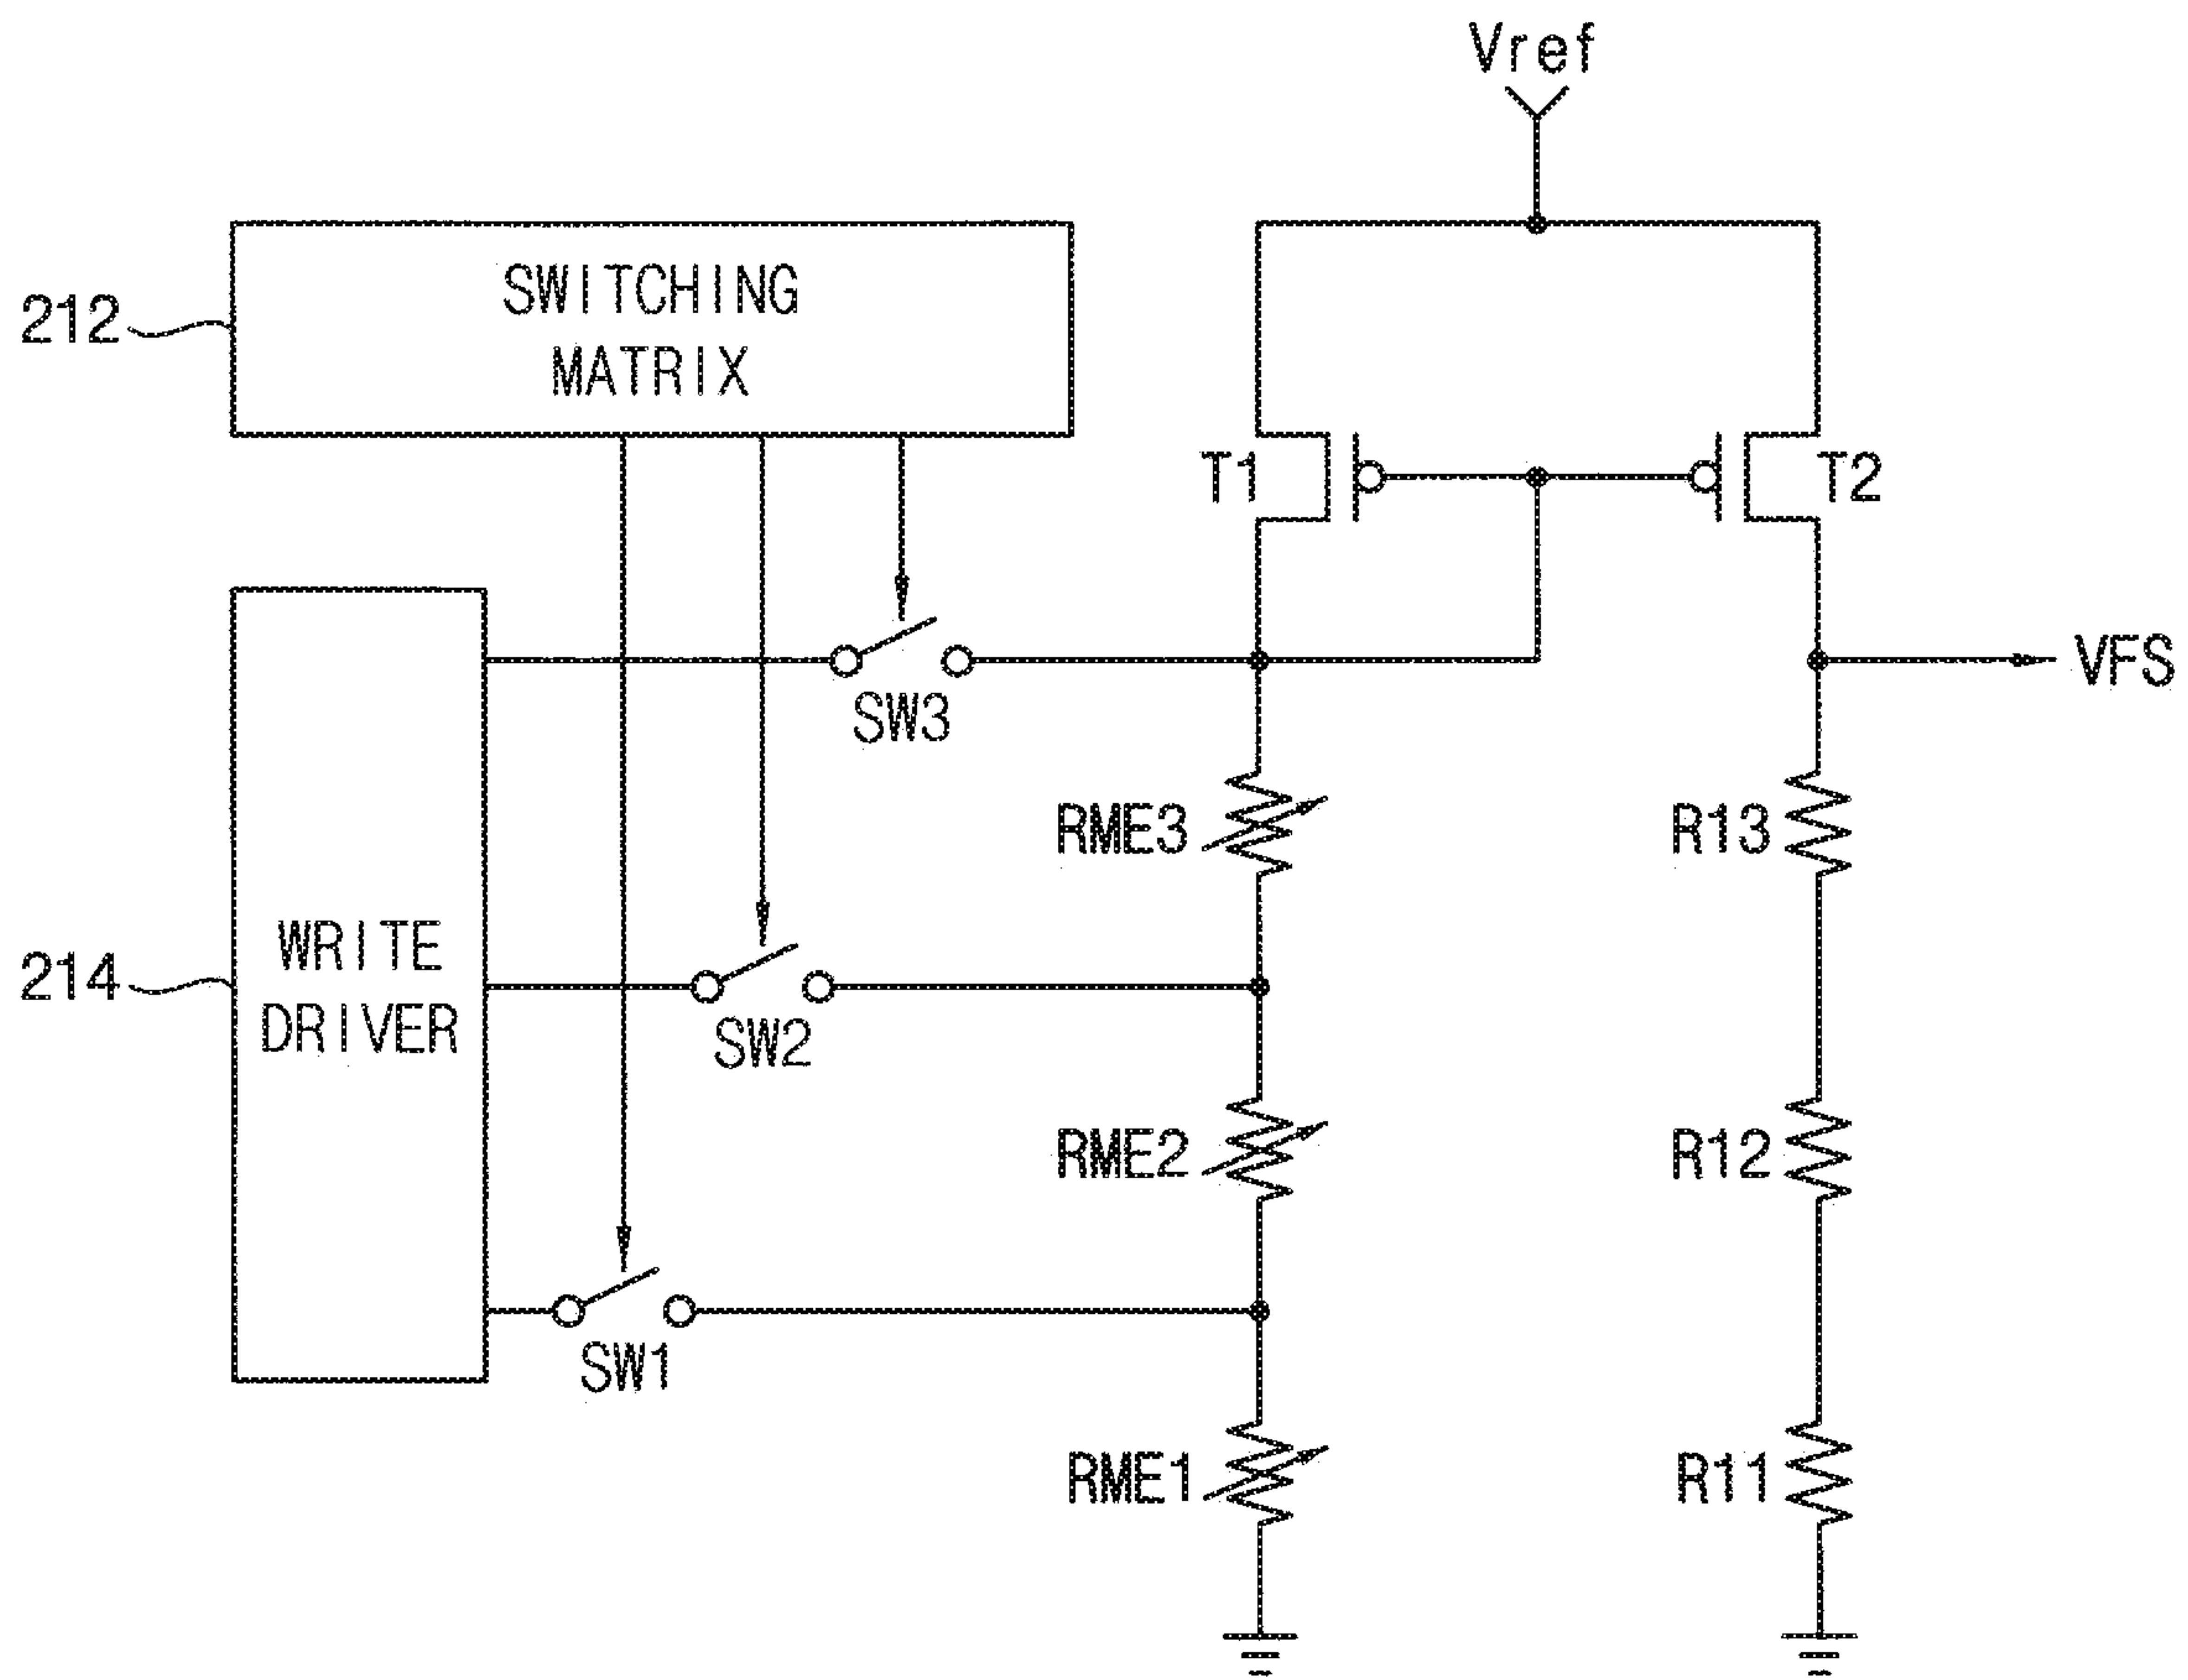 Vref
SWITCHING
MATRIX
212
T1
T2
VFS
SW3
RME3
R13
WRITE
DRIVER
214
SW2
RME2
R12
SW1
RME1
R11